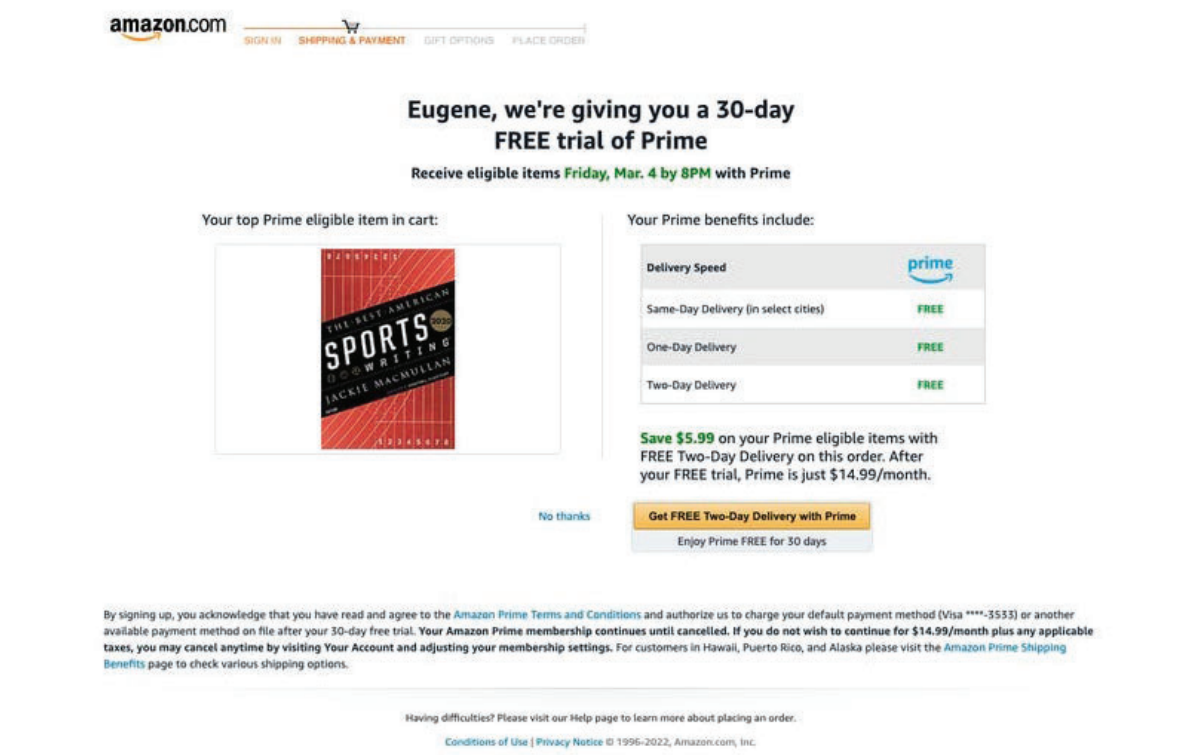 amazon.com
SIGN IN SHIPPING & PAYMENT GIFT OPTIONS PLACE ORDER
Eugene, we're giving you a 30-day
FREE trial of Prime
Receive eligible items Friday, Mar. 4 by 8PM with Prime
Your top Prime eligible item in cart:
THE BEST AMERICAN
SPORTS 2020
WRITING
JACKIE MACMULLAN
1 2 3 4 5 6 7 8
Your Prime benefits include:
Delivery Speed prime
Same-Day Delivery (in select cities) FREE
One-Day Delivery FREE
Two-Day Delivery FREE
Save $5.99 on your Prime eligible items with
FREE Two-Day Delivery on this order. After
your FREE trial, Prime is just $14.99/month.
No thanks
Get FREE Two-Day Delivery with Prime
Enjoy Prime FREE for 30 days
By signing up, you acknowledge that you have read and agree to the Amazon Prime Terms and Conditions and authorize us to charge your default payment method (Visa ****-3533) or another
available payment method on file after your 30-day free trial. Your Amazon Prime membership continues until cancelled. If you do not wish to continue for $14.99/month plus any applicable
taxes, you may cancel anytime by visiting Your Account and adjusting your membership settings. For customers in Hawaii, Puerto Rico, and Alaska please visit the Amazon Prime Shipping
Benefits page to check various shipping options.
Having difficulties? Please visit our Help page to learn more about placing an order.
Conditions of Use | Privacy Notice © 1996-2022, Amazon.com, Inc.